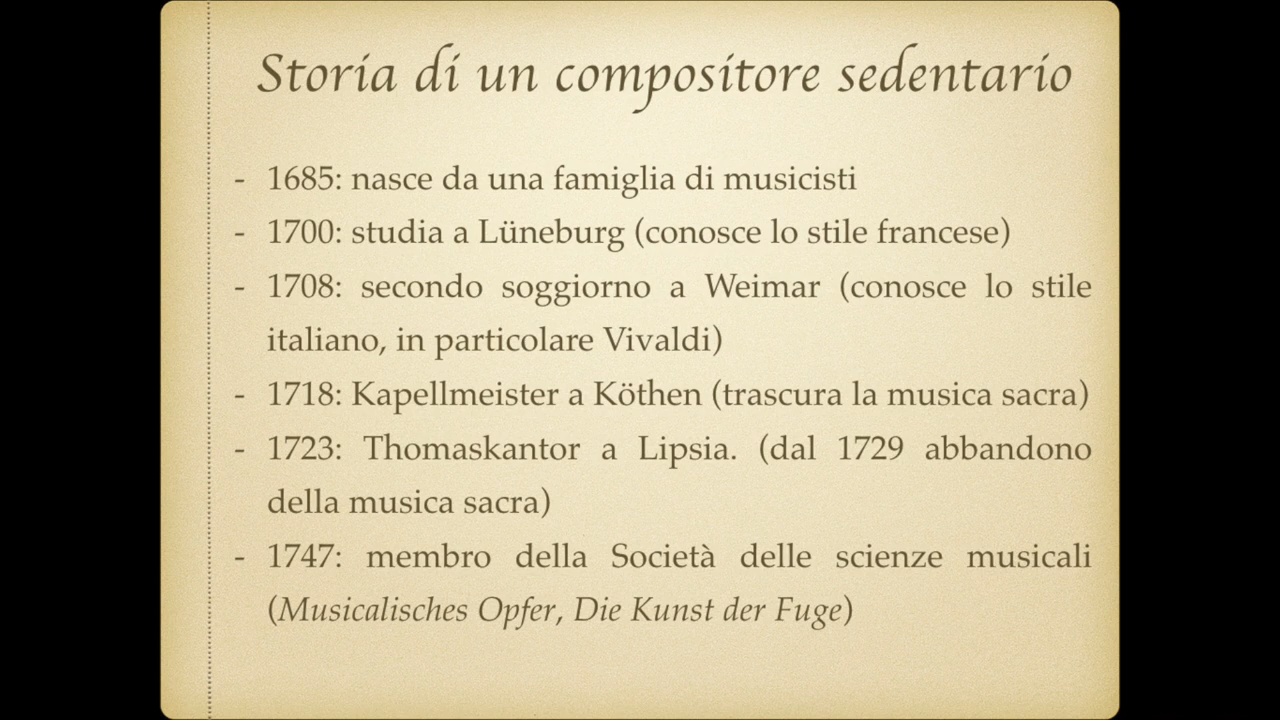 Storia di un compositore sedentario
- 1685: nasce da una famiglia di musicisti
- 1700: studia a Lüneburg (conosce lo stile francese)
- 1708: secondo soggiorno a Weimar (conosce lo stile
italiano, in particolare Vivaldi)
- 1718: Kapellmeister a Köthen (trascura la musica sacra)
- 1723: Thomaskantor a Lipsia. (dal 1729 abbandono
della musica sacra)
- 1747: membro della Società delle scienze musicali
(Musicalisches Opfer, Die Kunst der Fuge)